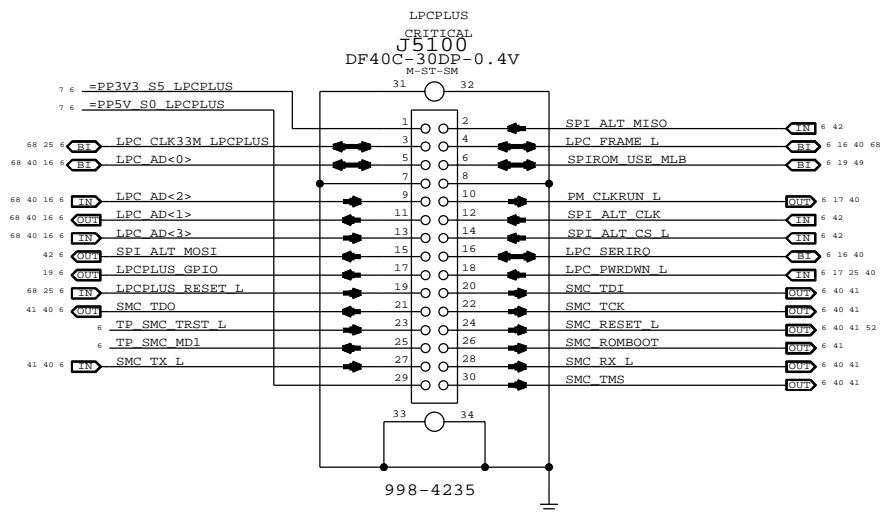 LPCPLUS
CRITICAL
J5100
DF40C-30DP-0.4V
M-ST-SM
31 32
7 6 =PP3V3_S5_LPCPLUS
7 6 =PP5V_S0_LPCPLUS
1 2 SPI_ALT_MISO IN 6 42
68 25 6 BI LPC_CLK33M_LPCPLUS 3 4 LPC_FRAME_L BI 6 16 40 68
68 40 16 6 BI LPC_AD<0> 5 6 SPIROM_USE_MLB BI 6 19 49
7 8
68 40 16 6 IN LPC_AD<2> 9 10 PM_CLKRUN_L OUT 6 17 40
68 40 16 6 OUT LPC_AD<1> 11 12 SPI_ALT_CLK IN 6 42
68 40 16 6 IN LPC_AD<3> 13 14 SPI_ALT_CS_L IN 6 42
42 6 OUT SPI_ALT_MOSI 15 16 LPC_SERIRQ BI 6 16 40
19 6 OUT LPCPLUS_GPIO 17 18 LPC_PWRDWN_L IN 6 17 25 40
68 25 6 IN LPCPLUS_RESET_L 19 20 SMC_TDI OUT 6 40 41
41 40 6 OUT SMC_TDO 21 22 SMC_TCK OUT 6 40 41
6 TP_SMC_TRST_L 23 24 SMC_RESET_L OUT 6 40 41 52
6 TP_SMC_MD1 25 26 SMC_ROMBOOT OUT 6 41
41 40 6 IN SMC_TX_L 27 28 SMC_RX_L OUT 6 40 41
29 30 SMC_TMS OUT 6 40 41
33 34
998-4235